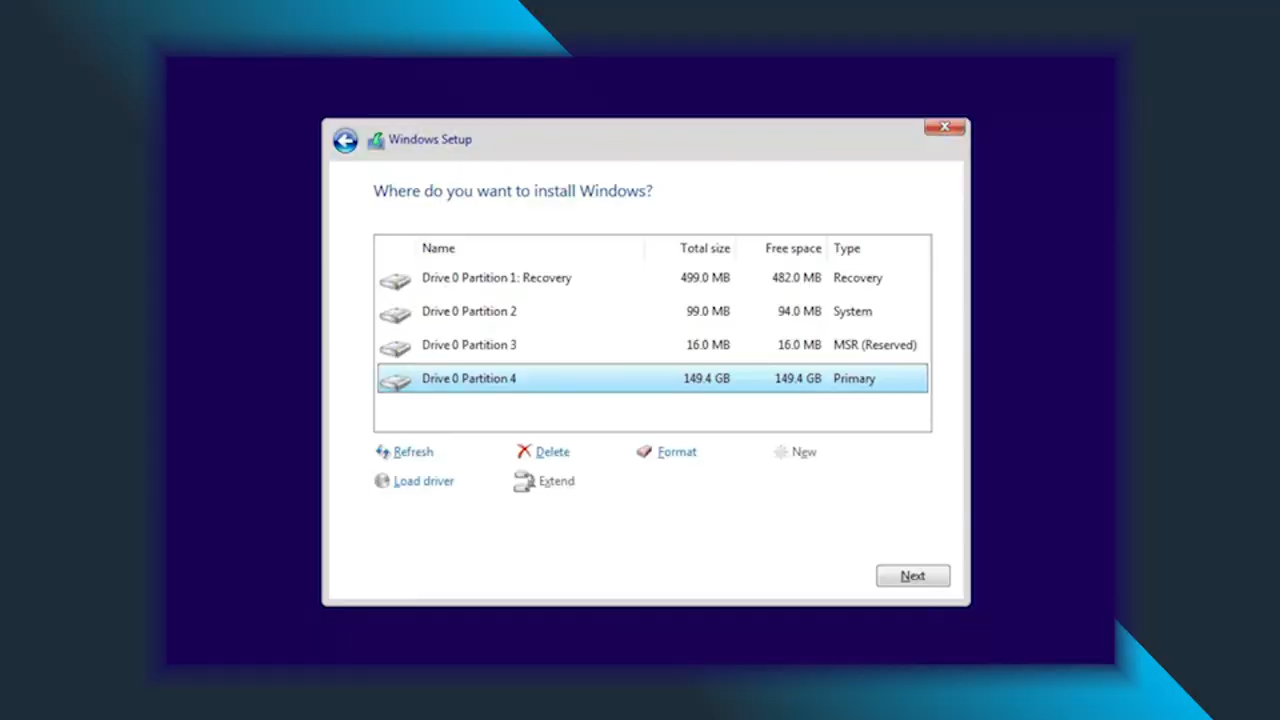 Windows Setup
Where do you want to install Windows?
Name Total size Free space Type
Drive 0 Partition 1: Recovery 499.0 MB 482.0 MB Recovery
Drive 0 Partition 2 99.0 MB 94.0 MB System
Drive 0 Partition 3 16.0 MB 16.0 MB MSR (Reserved)
Drive 0 Partition 4 149.4 GB 149.4 GB Primary
Refresh Delete Format New
Load driver Extend
Next